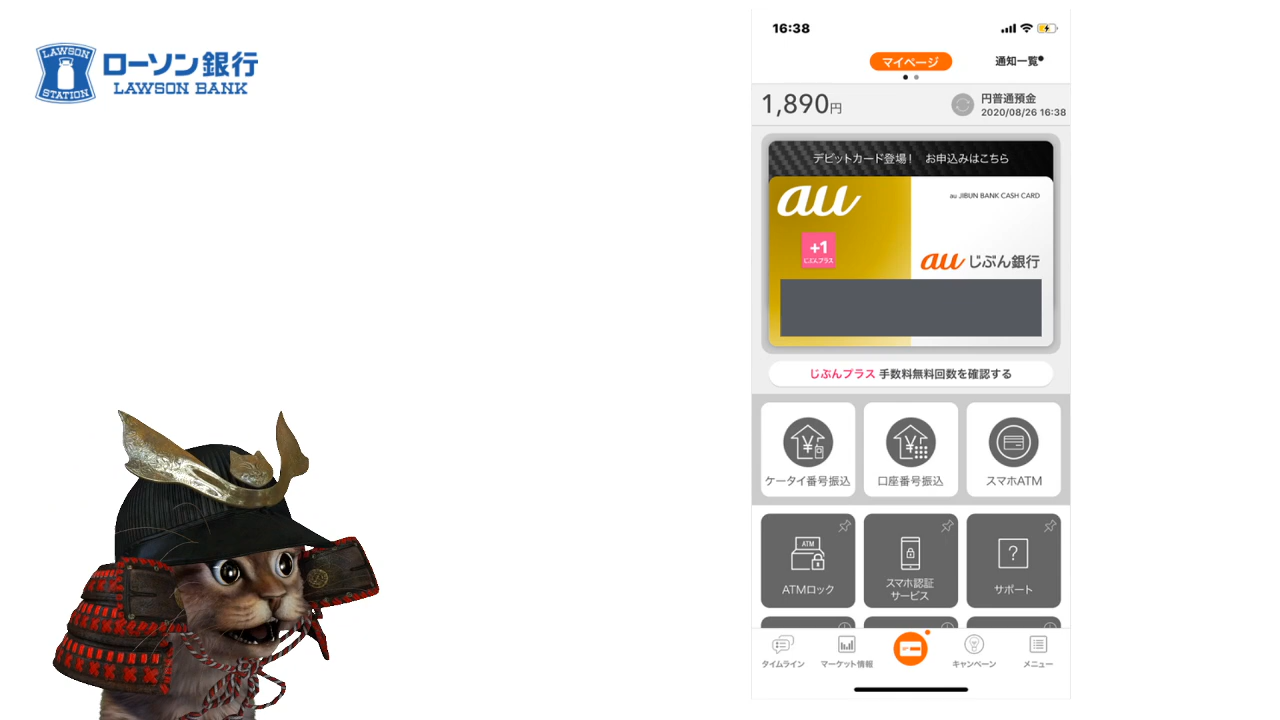 LAWSON
STATION
ローソン銀行
LAWSON BANK
16:38
マイページ
通知一覧
1,890円
円普通預金
2020/08/26 16:38
デビットカード登場! お申込みはこちら
au
au JIBUN BANK CASH CARD
+1
じぶんプラス
au じぶん銀行
じぶんプラス 手数料無料回数を確認する
ケータイ番号振込
口座番号振込
スマホATM
ATM
ATMロック
スマホ認証
サービス
?
サポート
タイムライン
マーケット情報
キャンペーン
メニュー